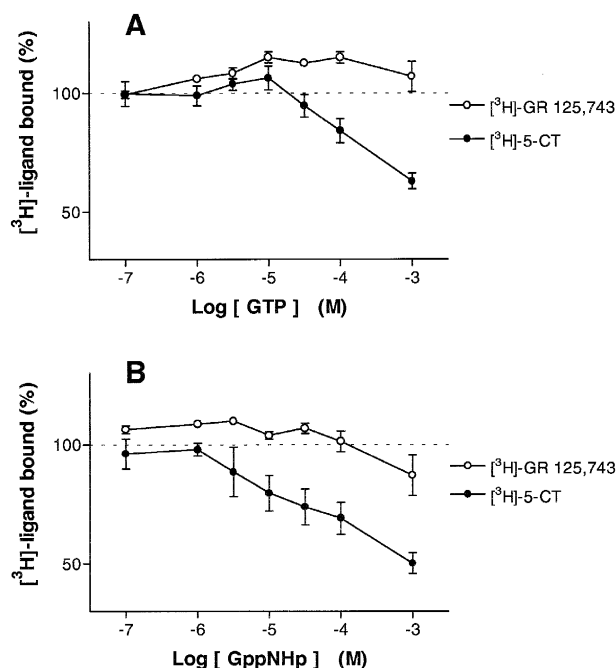 A
[³H]-ligand bound (%)
100
50
-7 -6 -5 -4 -3
Log [ GTP ] (M)
[³H]-GR 125,743
[³H]-5-CT
B
[³H]-ligand bound (%)
100
50
-7 -6 -5 -4 -3
Log [ GppNHp ] (M)
[³H]-GR 125,743
[³H]-5-CT